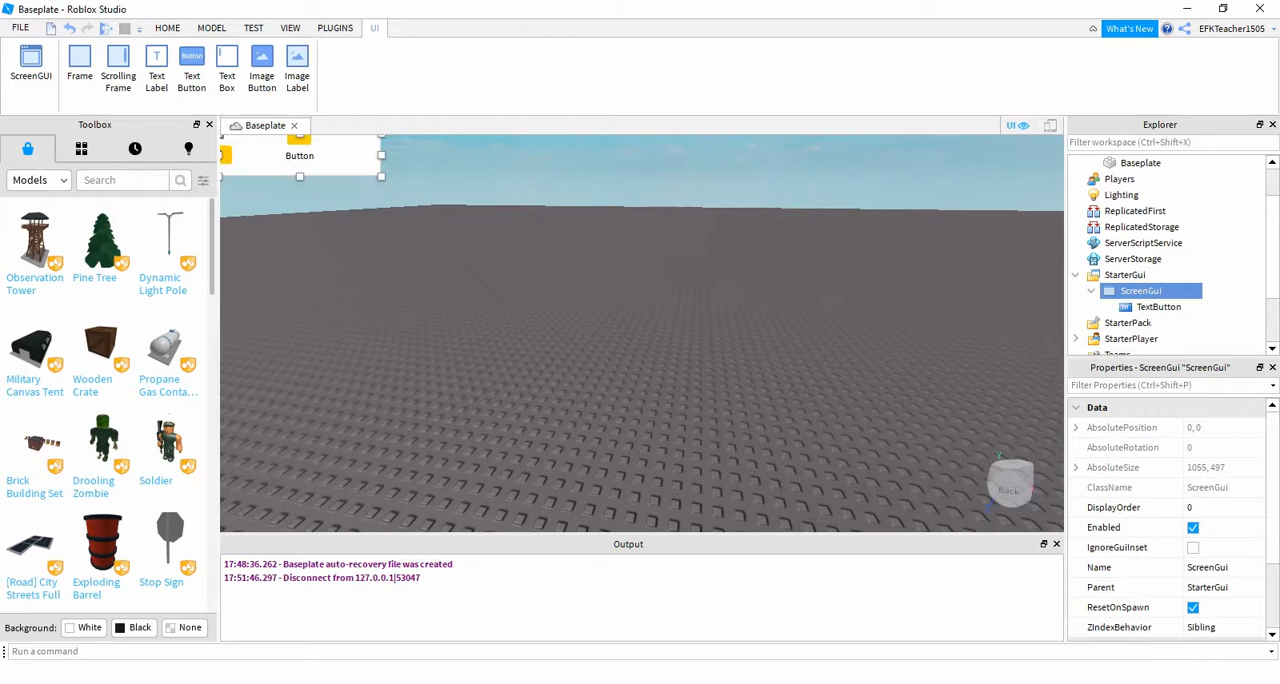 Baseplate - Roblox Studio
FILE HOME MODEL TEST VIEW PLUGINS UI What's New EFKTeacher1505
ScreenGUI Frame Scrolling Frame Text Label Text Button Text Box Image Button Image Label
T Button
Toolbox
Baseplate
UI
Explorer
Filter workspace (Ctrl+Shift+X)
Button
Models Search
Baseplate
Players
Lighting
ReplicatedFirst
ReplicatedStorage
ServerScriptService
ServerStorage
StarterGui
ScreenGui
TextButton
StarterPack
StarterPlayer
Teams
Observation Tower
Pine Tree
Dynamic Light Pole
Military Canvas Tent
Wooden Crate
Propane Gas Conta...
Brick Building Set
Drooling Zombie
Soldier
[Road] City Streets Full
Exploding Barrel
Stop Sign
Back
Properties - ScreenGui "ScreenGui"
Filter Properties (Ctrl+Shift+P)
Data
AbsolutePosition 0, 0
AbsoluteRotation 0
AbsoluteSize 1055, 497
ClassName ScreenGui
DisplayOrder 0
Enabled
IgnoreGuiInset
Name ScreenGui
Parent StarterGui
ResetOnSpawn
ZIndexBehavior Sibling
Output
17:48:36.262 - Baseplate auto-recovery file was created
17:51:46.297 - Disconnect from 127.0.0.1|53047
Background: White Black None
Run a command